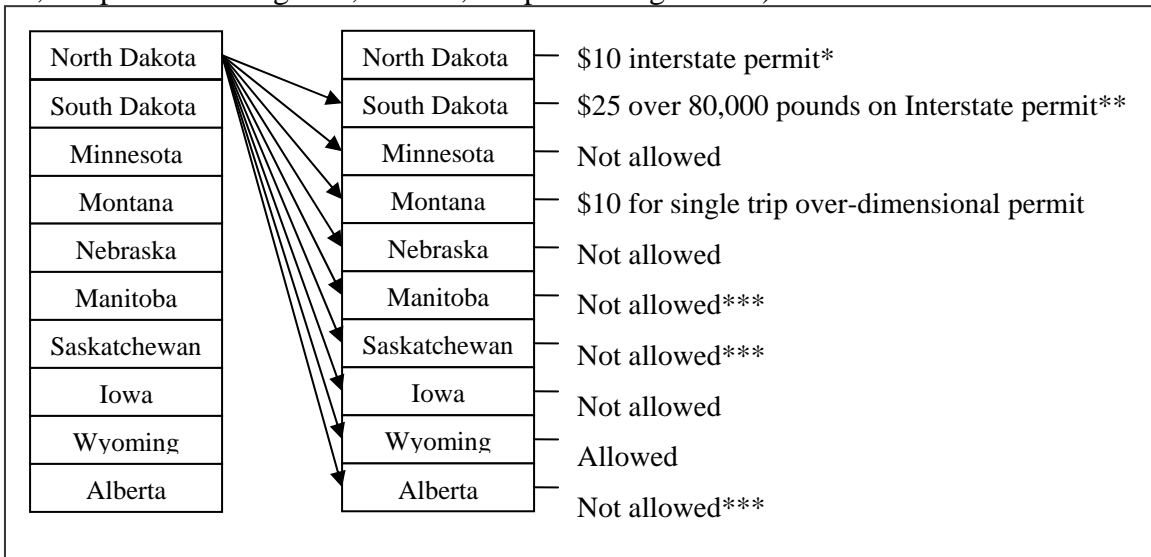 North Dakota North Dakota $10 interstate permit*
South Dakota South Dakota $25 over 80,000 pounds on Interstate permit**
Minnesota Minnesota Not allowed
Montana Montana $10 for single trip over-dimensional permit
Nebraska Nebraska Not allowed
Manitoba Manitoba Not allowed***
Saskatchewan Saskatchewan Not allowed***
Iowa Iowa Not allowed
Wyoming Wyoming Allowed
Alberta Alberta Not allowed***